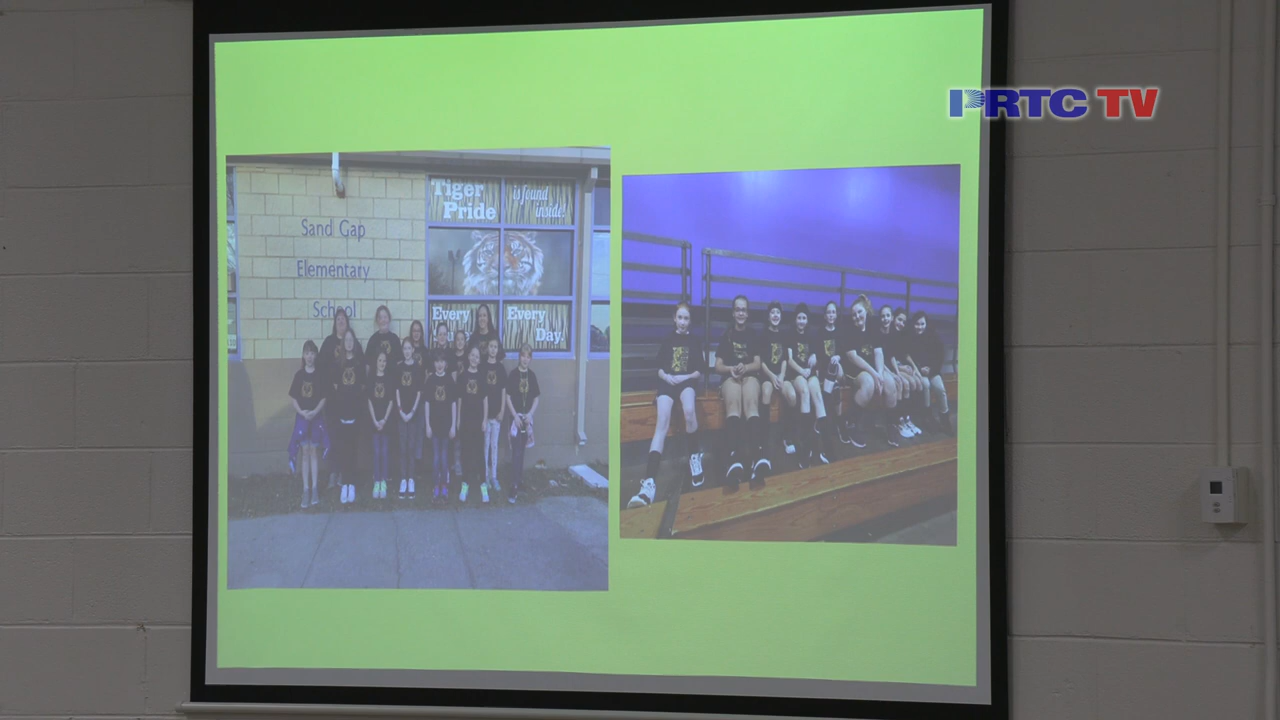 PRTC TV
Tiger
Pride
is found
inside!
Sand Gap
Elementary
School
Every
Every
Day.